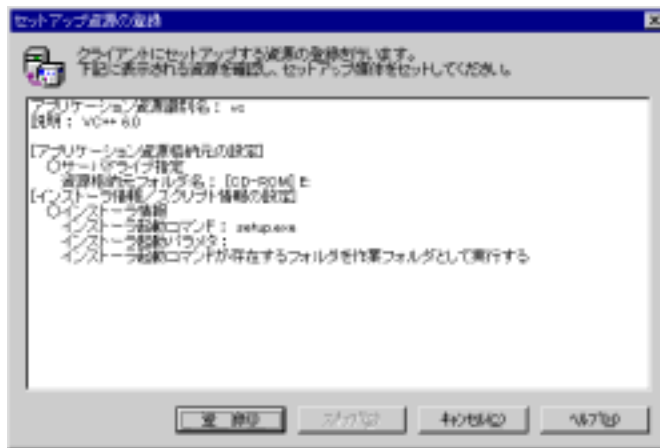 セットアップ資源の登録
クライアントにセットアップする資源の登録を行います。
下記に表示される資源を確認し、セットアップ媒体をセットしてください。
アプリケーション資源識別名： vc
説明： VC++ 6.0
[アプリケーション資源格納元の設定]
○サーバドライブ指定
資源格納元フォルダ名： [CD-ROM] E:
[インストーラ情報／スクリプト情報の設定]
○インストーラ情報
インストーラ起動コマンド： setup.exe
インストーラ起動パラメタ：
インストーラ起動コマンドが存在するフォルダを作業フォルダとして実行する
登 録(I)
スキップ(S)
キャンセル(C)
ヘルプ(H)